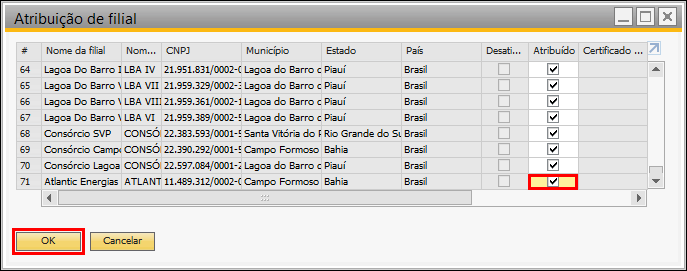 Atribuição de filial
# Nome da filial Nom... CNPJ Município Estado País Desati... Atribuído Certificado ...
64 Lagoa Do Barro I LBA IV 21.951.831/0002-0 Lagoa do Barro d Piauí Brasil
65 Lagoa Do Barro V LBA VII 21.959.329/0002-3 Lagoa do Barro d Piauí Brasil
66 Lagoa Do Barro V LBA VIII 21.959.361/0002-1 Lagoa do Barro d Piauí Brasil
67 Lagoa Do Barro V LBA VI 21.959.389/0002-5 Lagoa do Barro d Piauí Brasil
68 Consórcio SVP CONSÓ 22.383.593/0001-5 Santa Vitória do P Rio Grande do Su Brasil
69 Consórcio Campo CONSÓ 22.390.292/0001-5 Campo Formoso Bahia Brasil
70 Consórcio Lagoa CONSÓ 22.597.084/0001-2 Lagoa do Barro d Piauí Brasil
71 Atlantic Energias ATLANT 11.489.312/0002-0 Campo Formoso Bahia Brasil
OK Cancelar